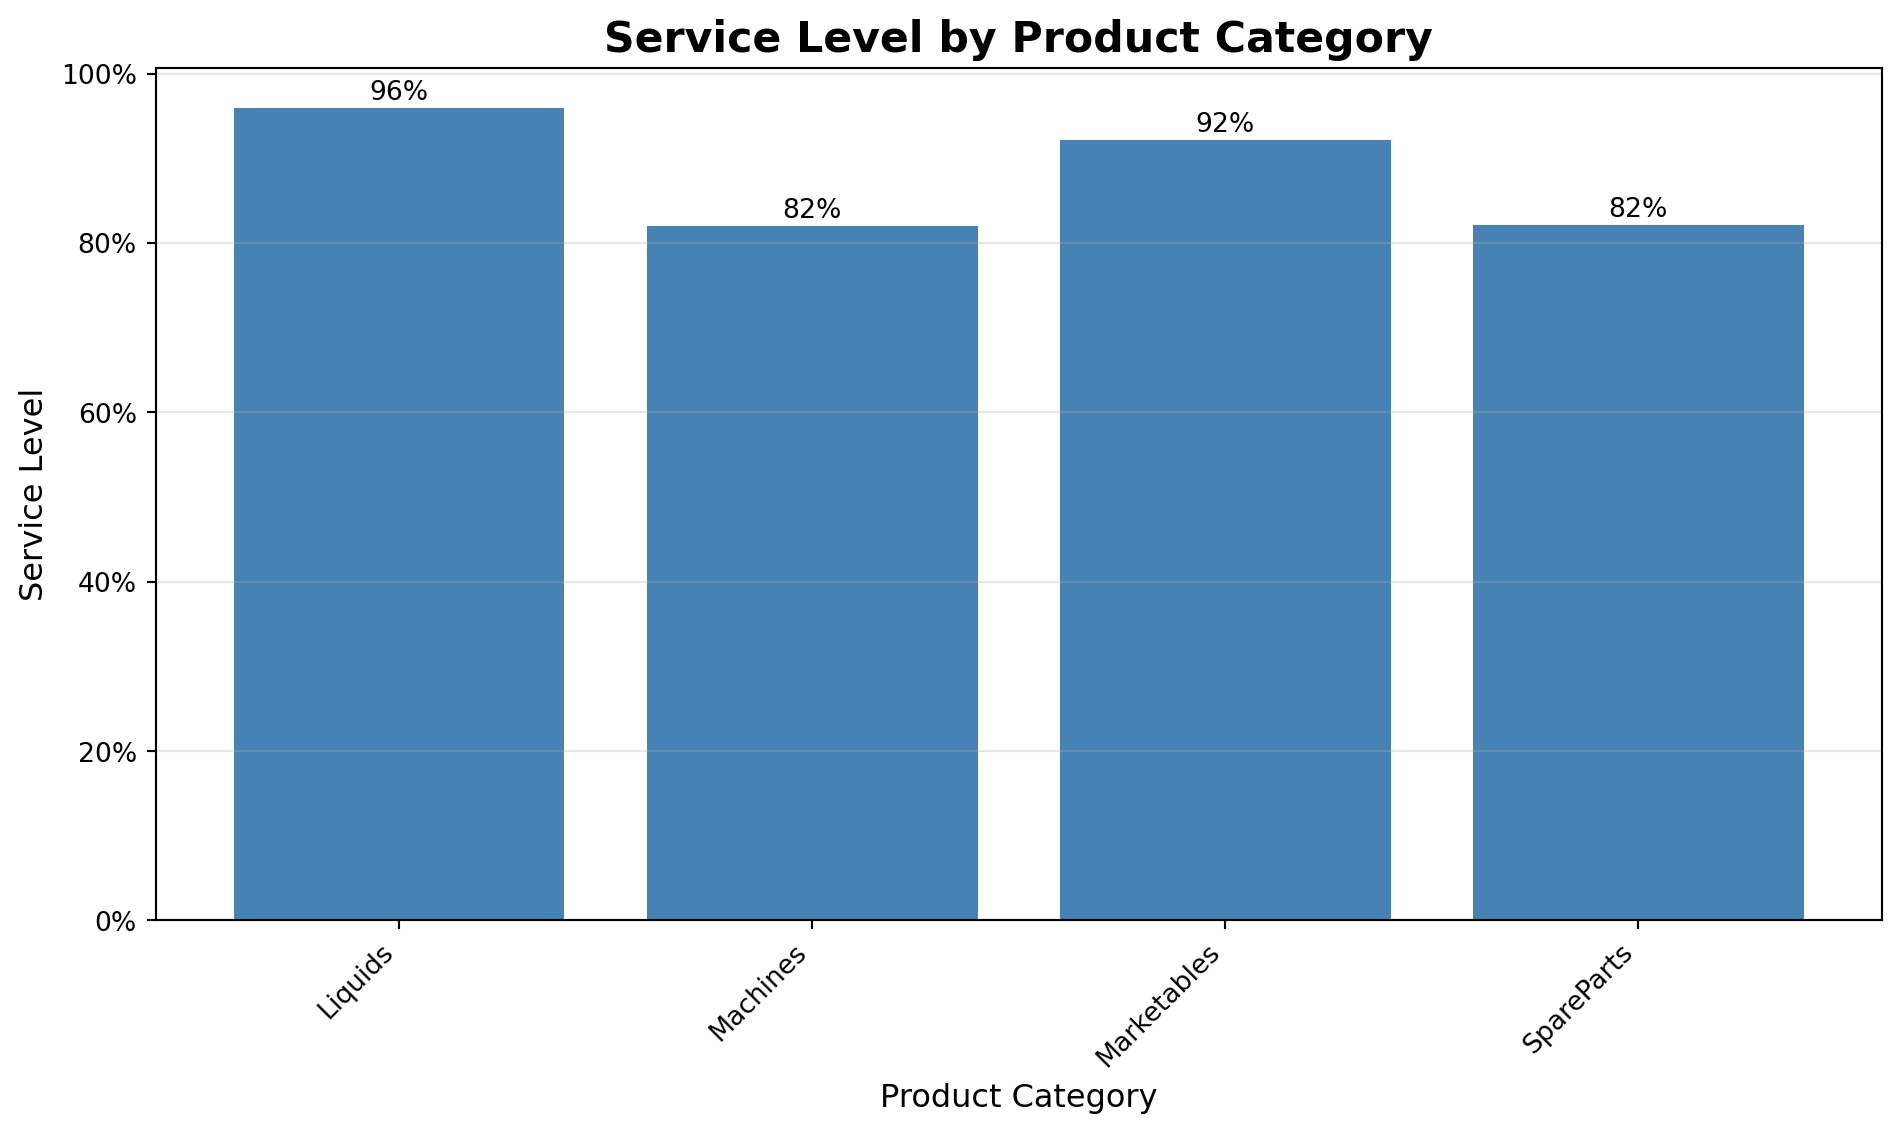 Service Level by Product Category
Service Level
100%
80%
60%
40%
20%
0%
96%
82%
92%
82%
Liquids
Machines
Marketables
SpareParts
Product Category